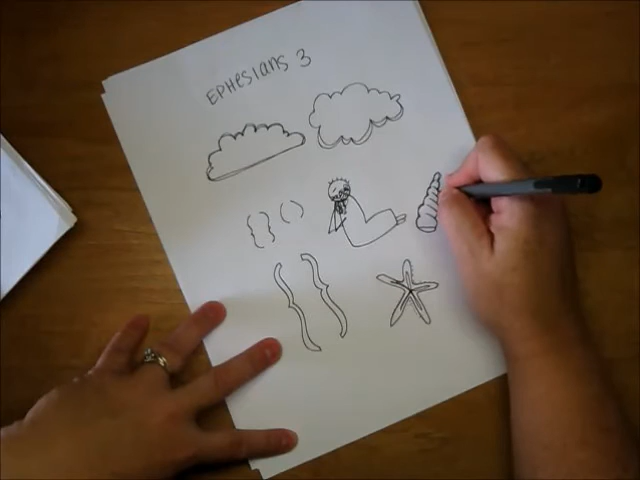 EPHesians 3
{ } ( )
{ }